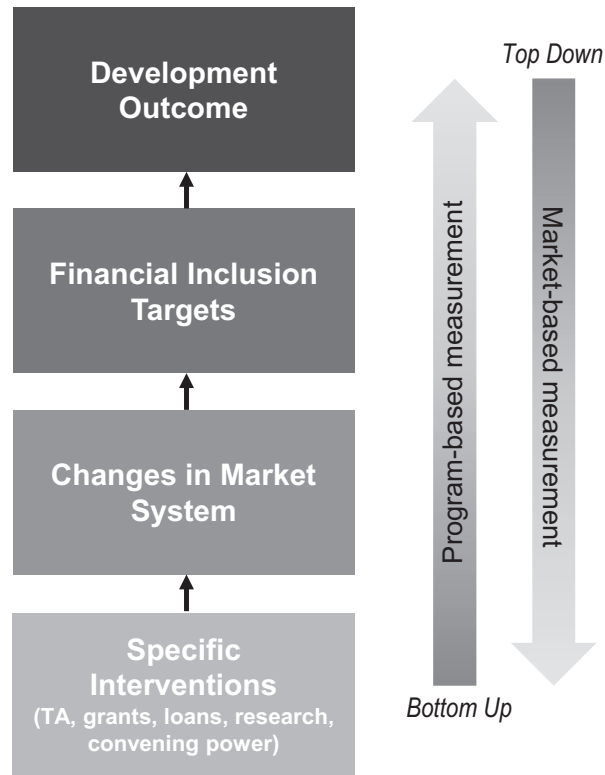 Development
Outcome
Financial Inclusion
Targets
Changes in Market
System
Specific
Interventions
(TA, grants, loans, research,
convening power)
Top Down
Program-based measurement
Market-based measurement
Bottom Up